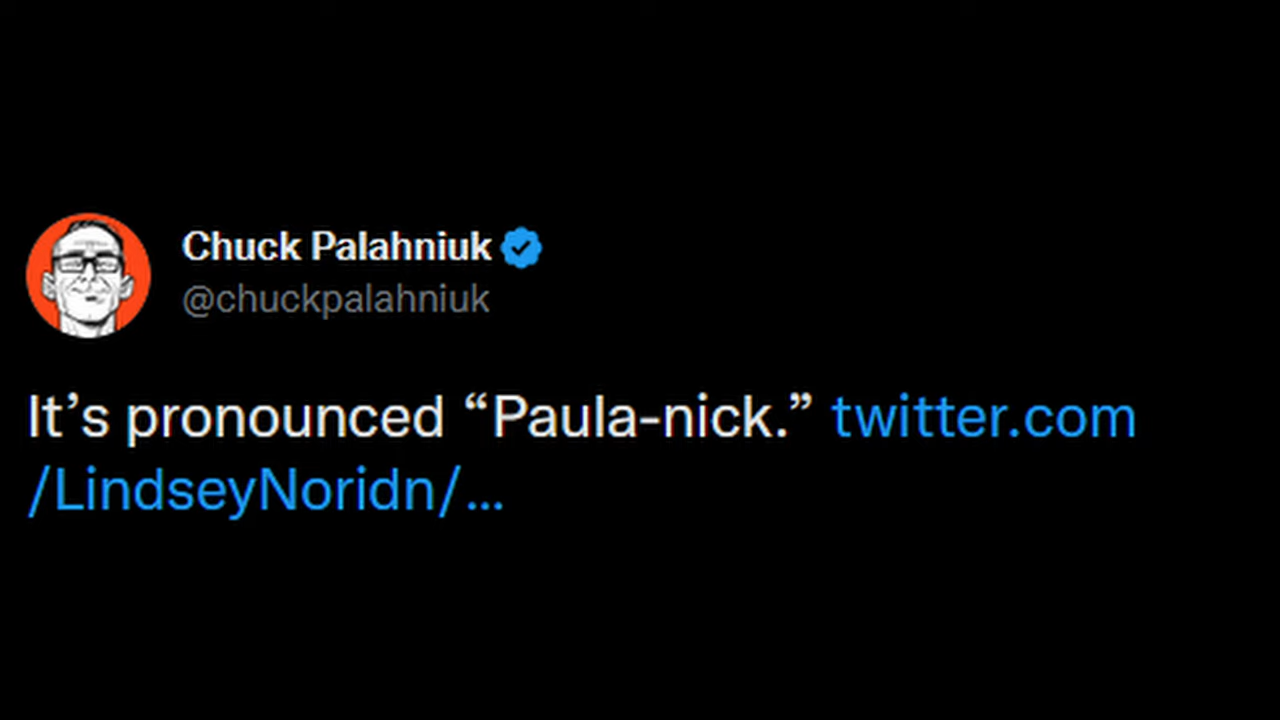 Chuck Palahniuk
@chuckpalahniuk
It’s pronounced “Paula-nick.” twitter.com
/LindseyNoridn/…